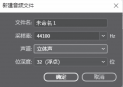 新建音频文件
文件名: 未命名 1
采样率: 44100 Hz
声道: 立体声
位深度: 32 (浮点) 位
确定 取消